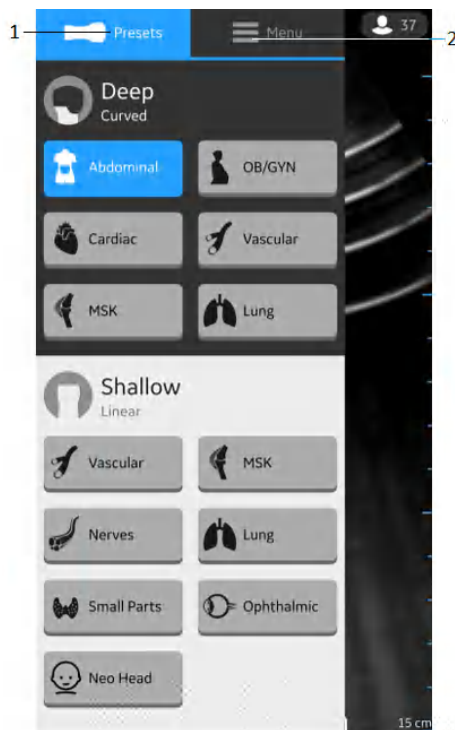 1
Presets
Menu
37
2
Deep
Curved
Abdominal
OB/GYN
Cardiac
Vascular
MSK
Lung
Shallow
Linear
Vascular
MSK
Nerves
Lung
Small Parts
Ophthalmic
Neo Head
15 cm